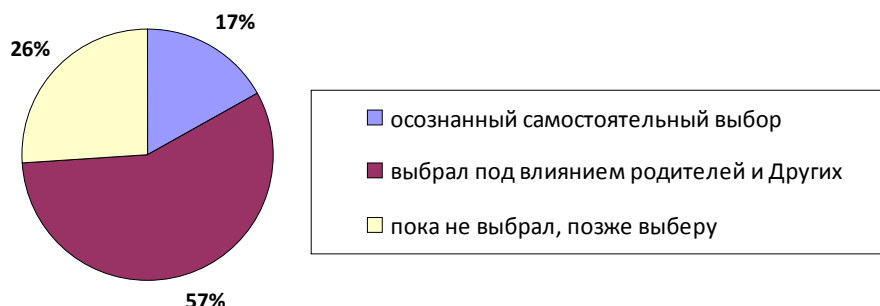 17%
26%
осознанный самостоятельный выбор
выбрал под влиянием родителей и Других
пока не выбрал, позже выберу
57%